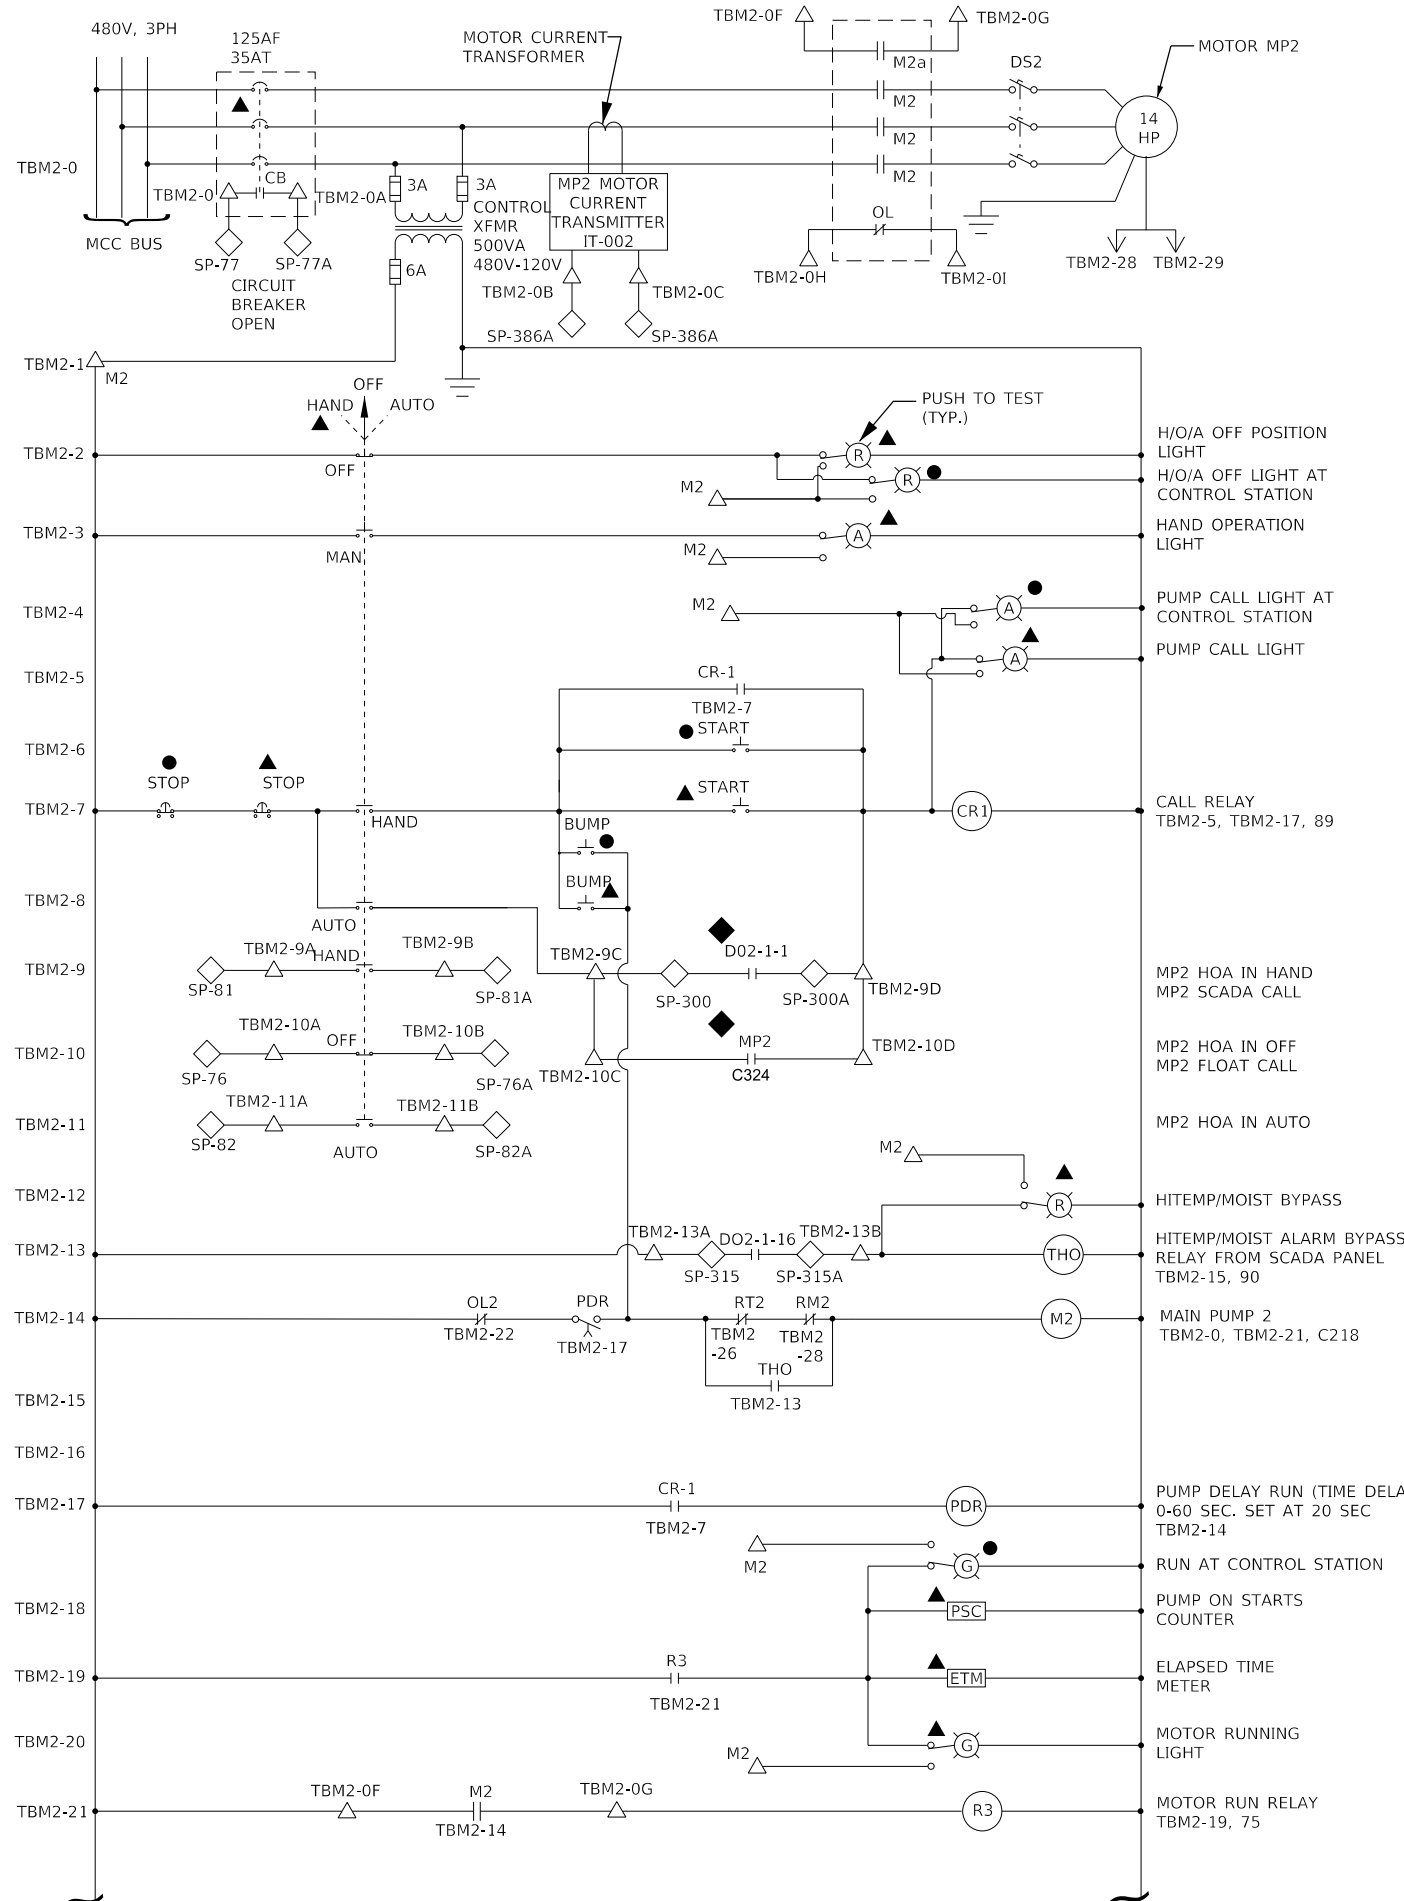 480V, 3PH
125AF
35AT
MOTOR CURRENT
TRANSFORMER
TBM2-0F
TBM2-0G
M2a
DS2
MOTOR MP2
M2
14
HP
M2
TBM2-0
M2
TBM2-0
CB
TBM2-0A
3A
3A
MP2 MOTOR
CURRENT
TRANSMITTER
IT-002
OL
MCC BUS
CONTROL
XFMR
500VA
480V-120V
SP-77
SP-77A
6A
CIRCUIT
BREAKER
OPEN
TBM2-0B
TBM2-0C
TBM2-0H
TBM2-0I
TBM2-28
TBM2-29
SP-386A
SP-386A
TBM2-1
M2
OFF
HAND
AUTO
PUSH TO TEST
(TYP.)
TBM2-2
OFF
R
H/O/A OFF POSITION
LIGHT
M2
R
H/O/A OFF LIGHT AT
CONTROL STATION
TBM2-3
MAN
A
HAND OPERATION
LIGHT
M2
TBM2-4
M2
A
PUMP CALL LIGHT AT
CONTROL STATION
A
PUMP CALL LIGHT
TBM2-5
CR-1
TBM2-7
TBM2-6
START
STOP
STOP
START
TBM2-7
HAND
CR1
CALL RELAY
TBM2-5, TBM2-17, 89
BUMP
BUMP
TBM2-8
AUTO
TBM2-9
TBM2-9A
HAND
TBM2-9B
TBM2-9C
D02-1-1
SP-81
SP-81A
SP-300
SP-300A
TBM2-9D
MP2 HOA IN HAND
MP2 SCADA CALL
TBM2-10
TBM2-10A
OFF
TBM2-10B
MP2
TBM2-10D
SP-76
SP-76A
TBM2-10C
C324
MP2 HOA IN OFF
MP2 FLOAT CALL
TBM2-11
TBM2-11A
TBM2-11B
SP-82
AUTO
SP-82A
MP2 HOA IN AUTO
M2
TBM2-12
R
HITEMP/MOIST BYPASS
TBM2-13
TBM2-13A
DO2-1-16
TBM2-13B
SP-315
SP-315A
THO
HITEMP/MOIST ALARM BYPASS
RELAY FROM SCADA PANEL
TBM2-15, 90
TBM2-14
OL2
TBM2-22
PDR
TBM2-17
RT2
TBM2
-26
RM2
TBM2
-28
M2
MAIN PUMP 2
TBM2-0, TBM2-21, C218
THO
TBM2-13
TBM2-15
TBM2-16
TBM2-17
CR-1
TBM2-7
PDR
PUMP DELAY RUN (TIME DELA
0-60 SEC. SET AT 20 SEC
TBM2-14
M2
G
RUN AT CONTROL STATION
TBM2-18
PSC
PUMP ON STARTS
COUNTER
TBM2-19
R3
TBM2-21
ETM
ELAPSED TIME
METER
TBM2-20
M2
G
MOTOR RUNNING
LIGHT
TBM2-21
TBM2-0F
M2
TBM2-14
TBM2-0G
R3
MOTOR RUN RELAY
TBM2-19, 75